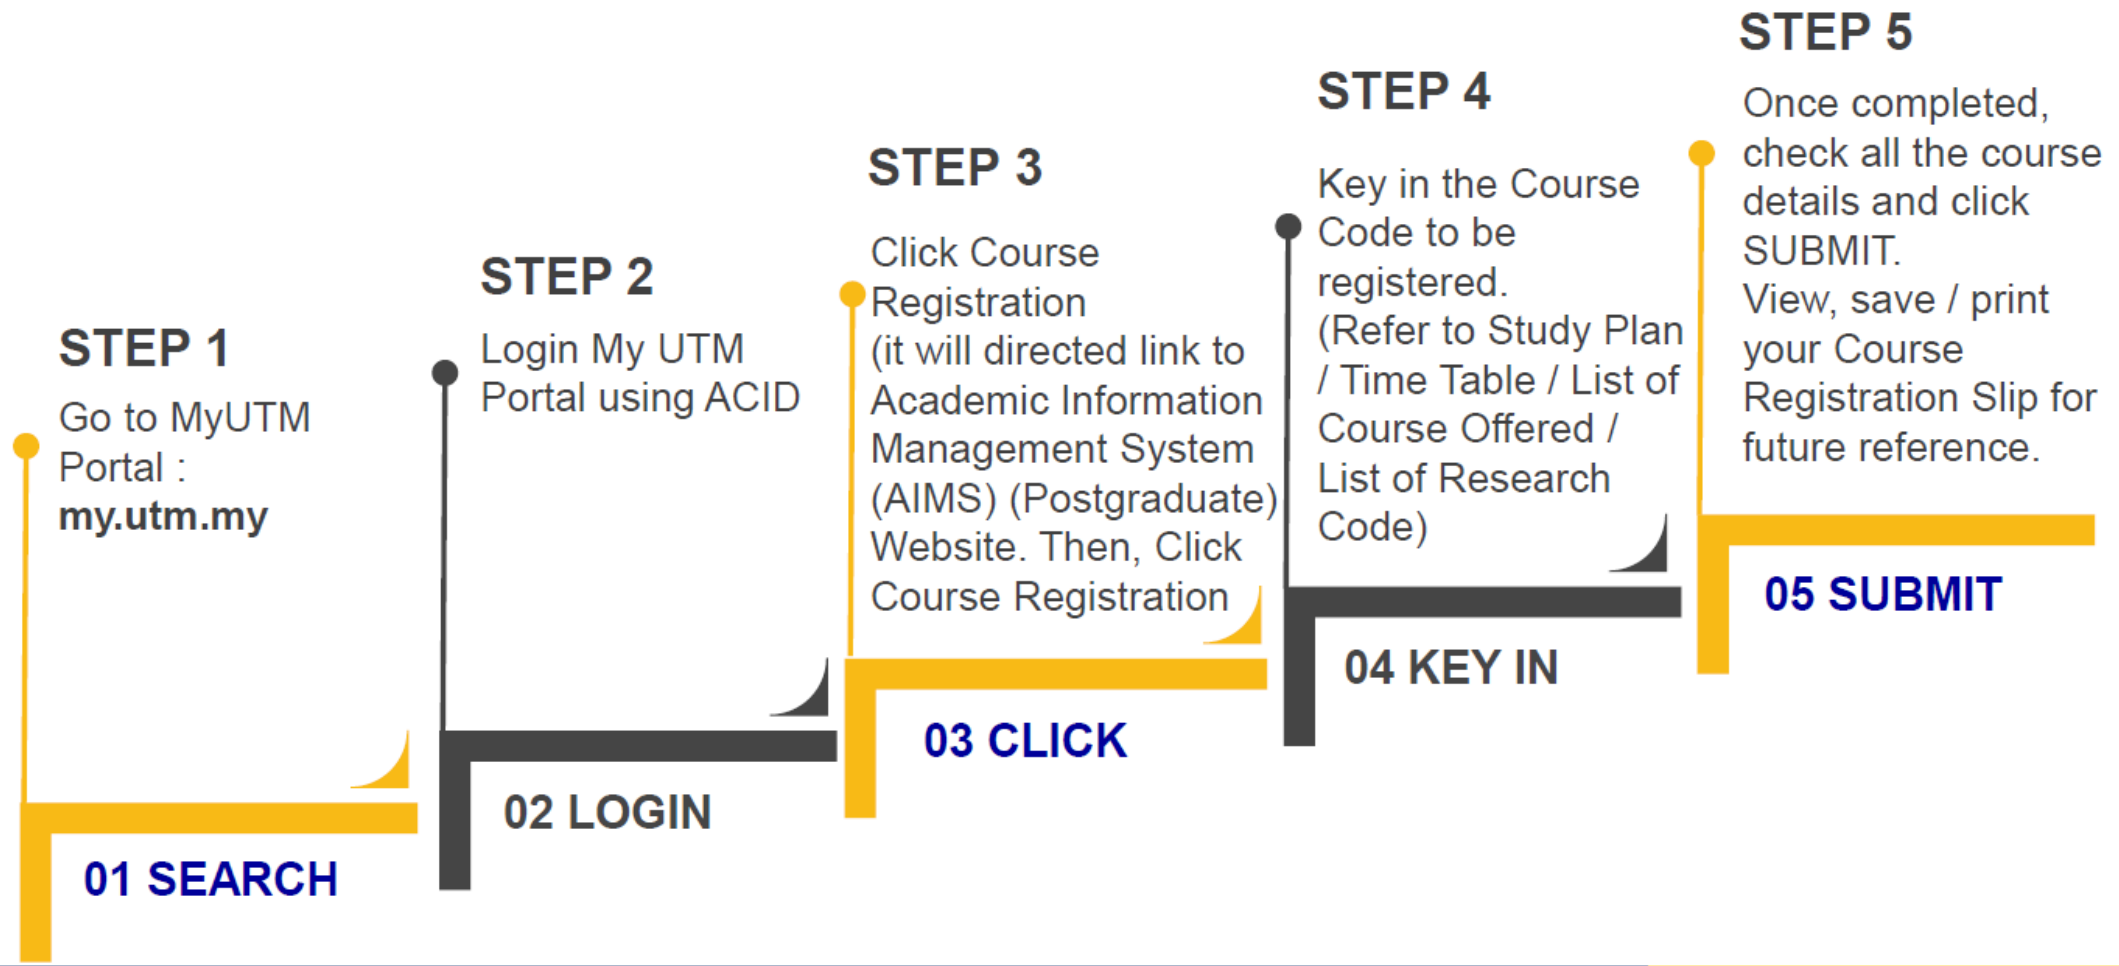 STEP 1
Go to MyUTM
Portal :
my.utm.my
01 SEARCH
STEP 2
Login My UTM
Portal using ACID
02 LOGIN
STEP 3
Click Course
Registration
(it will directed link to
Academic Information
Management System
(AIMS) (Postgraduate)
Website. Then, Click
Course Registration
03 CLICK
STEP 4
Key in the Course
Code to be
registered.
(Refer to Study Plan
/ Time Table / List of
Course Offered /
List of Research
Code)
04 KEY IN
STEP 5
Once completed,
check all the course
details and click
SUBMIT.
View, save / print
your Course
Registration Slip for
future reference.
05 SUBMIT